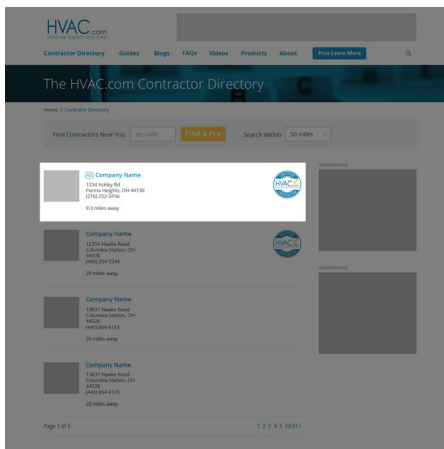 HVAC.com
Contractor Directory Guides Blogs FAQs Videos Products About Pros Learn More
The HVAC.com Contractor Directory
Home / Contractor Directory
Find Contractors Near You zip code Find a Pro Search Within 50 miles
Advertisement
AD Company Name
1234 Ackley Rd
Parma Heights, OH 44130
(216) 252-5456
9.3 miles away
HVAC
Company Name
12354 Hawke Road
Columbia Station, OH
44028
(440) 254-5544
20 miles away
HVAC
Advertisement
Company Name
13837 Hawke Road
Columbia Station, OH
44028
(440) 864-6115
20 miles away
Company Name
13837 Hawke Road
Columbia Station, OH
44028
(440) 864-6115
20 miles away
Page 1 of 5 1 2 3 4 5 NEXT>